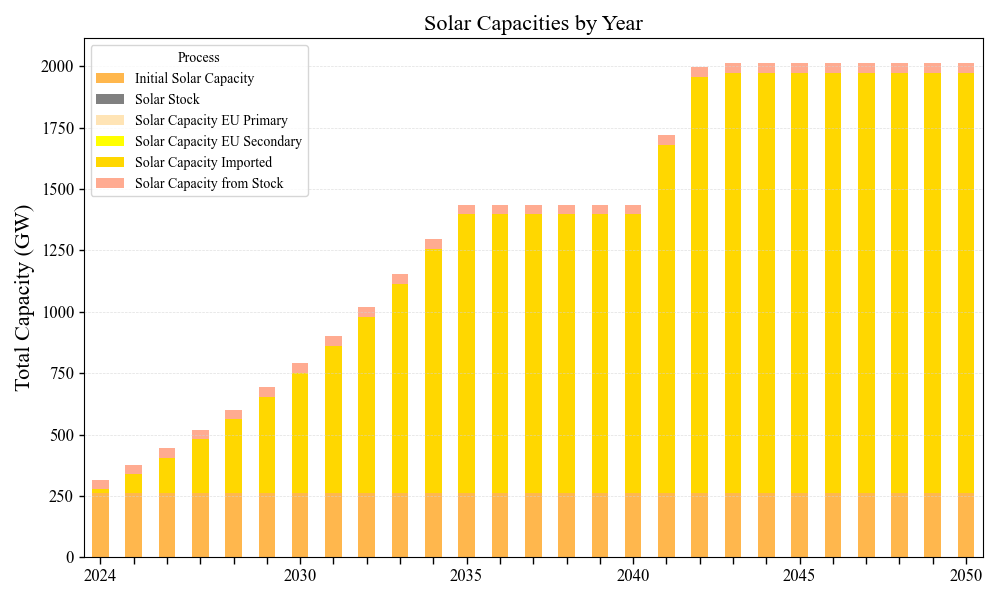 Solar Capacities by Year
Total Capacity (GW)
2000
1750
1500
1250
1000
750
500
250
0
Process
Initial Solar Capacity
Solar Stock
Solar Capacity EU Primary
Solar Capacity EU Secondary
Solar Capacity Imported
Solar Capacity from Stock
2024 2030 2035 2040 2045 2050